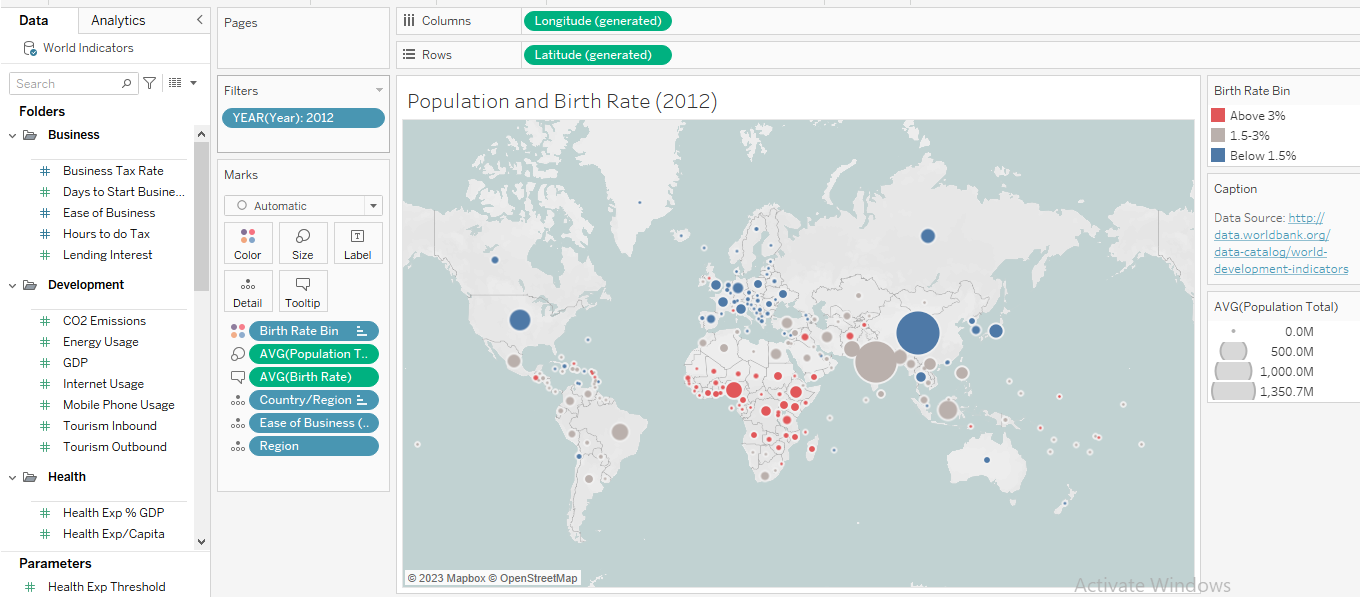 Data
Analytics
World Indicators
Search
Folders
Business
Business Tax Rate
Days to Start Busine...
Ease of Business
Hours to do Tax
Lending Interest
Development
CO2 Emissions
Energy Usage
GDP
Internet Usage
Mobile Phone Usage
Tourism Inbound
Tourism Outbound
Health
Health Exp % GDP
Health Exp/Capita
Parameters
Health Exp Threshold
Pages
Filters
YEAR(Year): 2012
Marks
Automatic
Color
Size
Label
Detail
Tooltip
Birth Rate Bin
AVG(Population T..
AVG(Birth Rate)
Country/Region
Ease of Business (..
Region
Columns
Longitude (generated)
Rows
Latitude (generated)
Population and Birth Rate (2012)
© 2023 Mapbox © OpenStreetMap
Birth Rate Bin
Above 3%
1.5-3%
Below 1.5%
Caption
Data Source: http://
data.worldbank.org/
data-catalog/world-
development-indicators
AVG(Population Total)
0.0M
500.0M
1,000.0M
1,350.7M
Activate Windows